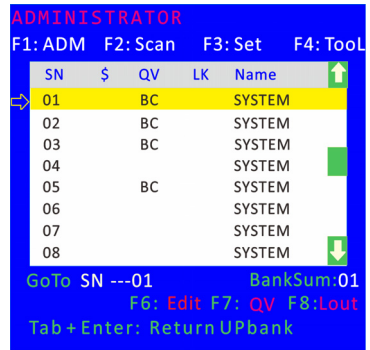 ADMINISTRATOR
F1: ADM F2: Scan F3: Set F4: TooL
SN $ QV LK Name
01 BC SYSTEM
02 BC SYSTEM
03 BC SYSTEM
04 SYSTEM
05 BC SYSTEM
06 SYSTEM
07 SYSTEM
08 SYSTEM
GoTo SN ---01 BankSum:01
F6: Edit F7: QV F8:Lout
Tab+Enter: Return UPbank